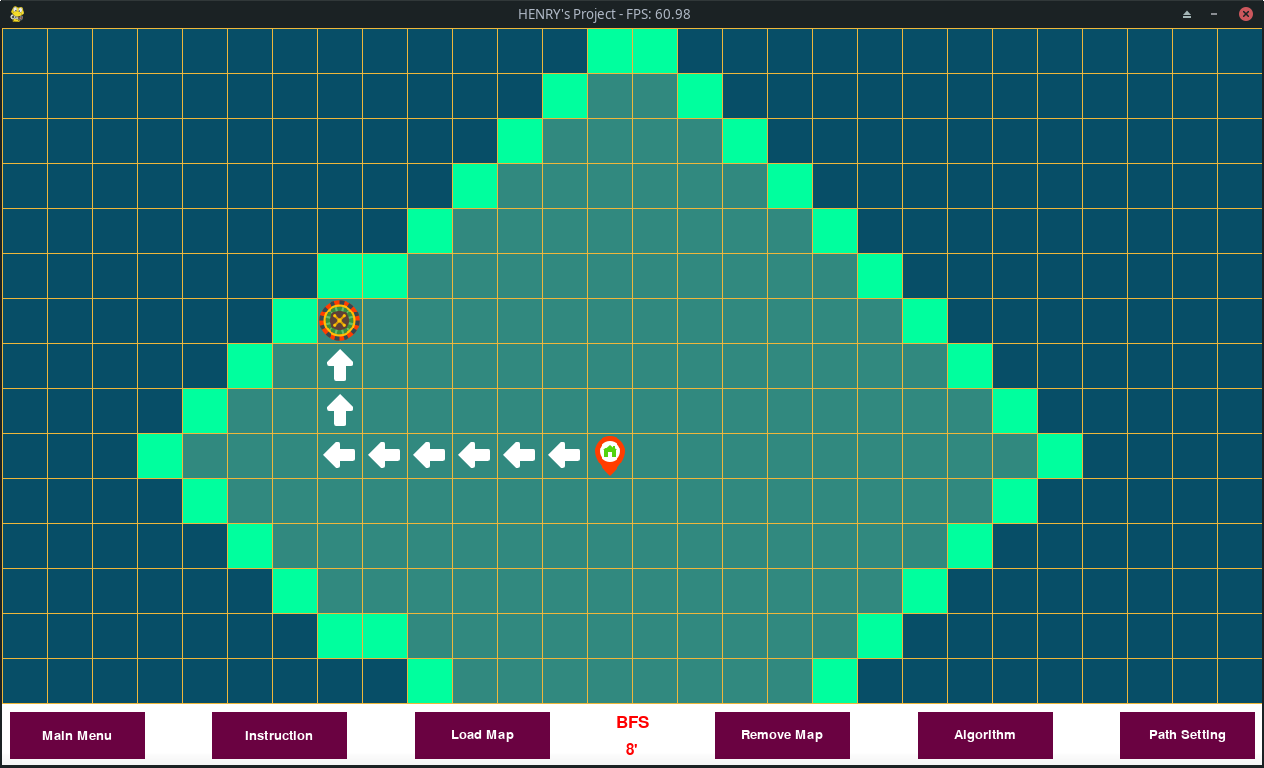 HENRY's Project - FPS: 60.98
Main Menu
Instruction
Load Map
BFS
8'
Remove Map
Algorithm
Path Setting